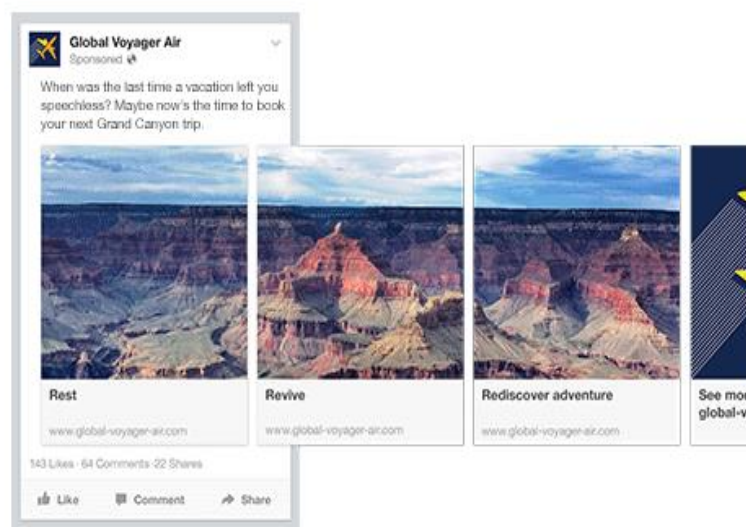 Global Voyager Air
Sponsored
When was the last time a vacation left you
speechless? Maybe now's the time to book
your next Grand Canyon trip.
Rest
Revive
Rediscover adventure
See mo
global-v
www.global-voyager-air.com
www.global-voyager-air.com
www.global-voyager-air.com
143 Likes · 64 Comments · 22 Shares
Like
Comment
Share